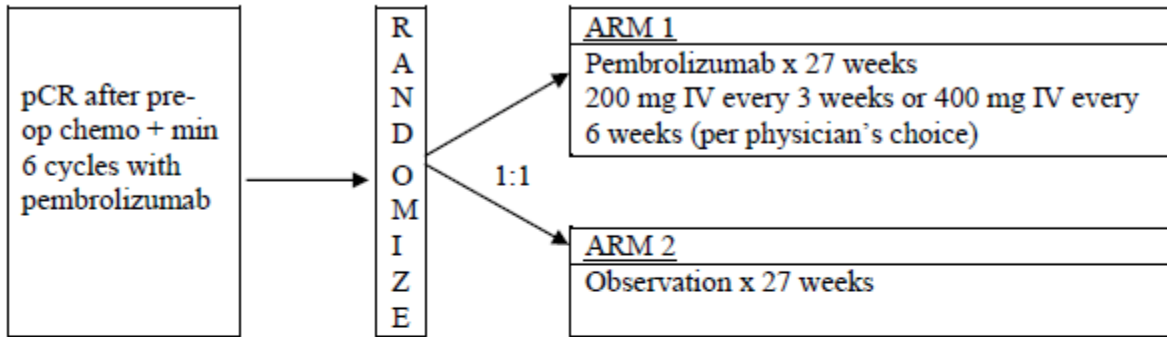 pCR after pre-
op chemo + min
6 cycles with
pembrolizumab
R
A
N
D
O
M
I
Z
E
1:1
ARM 1
Pembrolizumab x 27 weeks
200 mg IV every 3 weeks or 400 mg IV every
6 weeks (per physician's choice)
ARM 2
Observation x 27 weeks